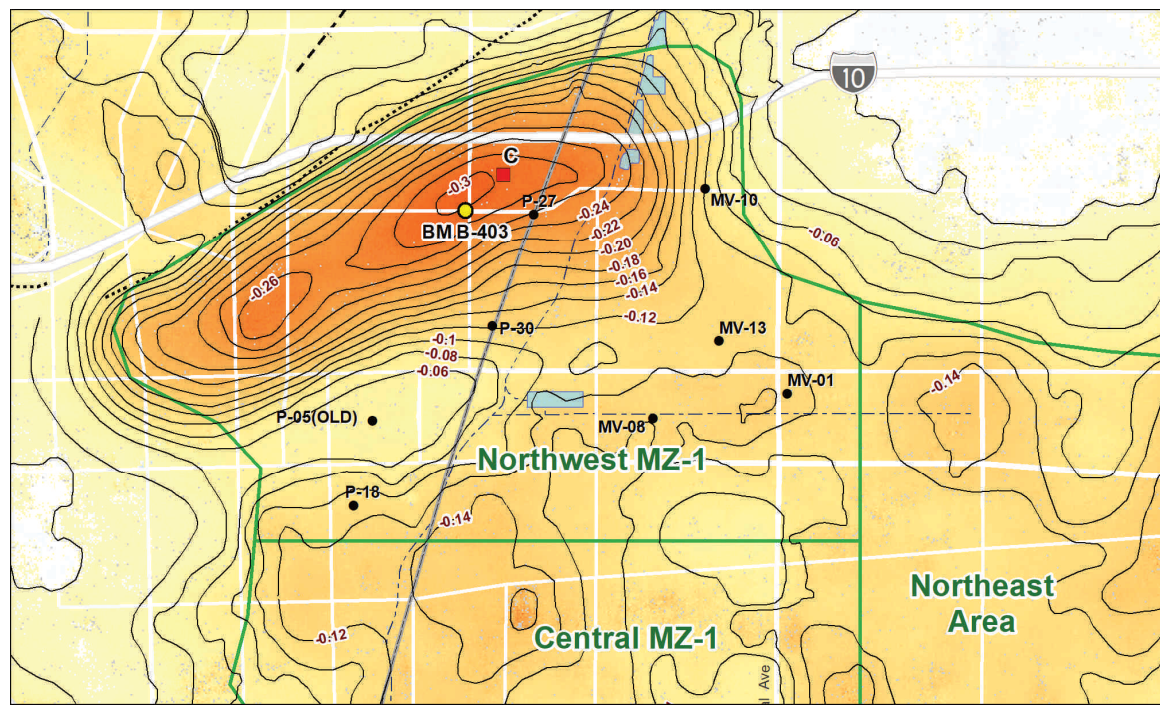 10
C
-0.3
P-27
MV-10
-0.24
BM B-403
-0.22
-0.06
-0.20
-0.18
-0.26
-0.16
-0.14
-0.12
P-30
-0.1
MV-13
-0.08
-0.06
MV-01
-0.14
P-05(OLD)
MV-08
Northwest MZ-1
P-18
-0.14
Northeast
Area
-0.12
Central MZ-1
al Ave